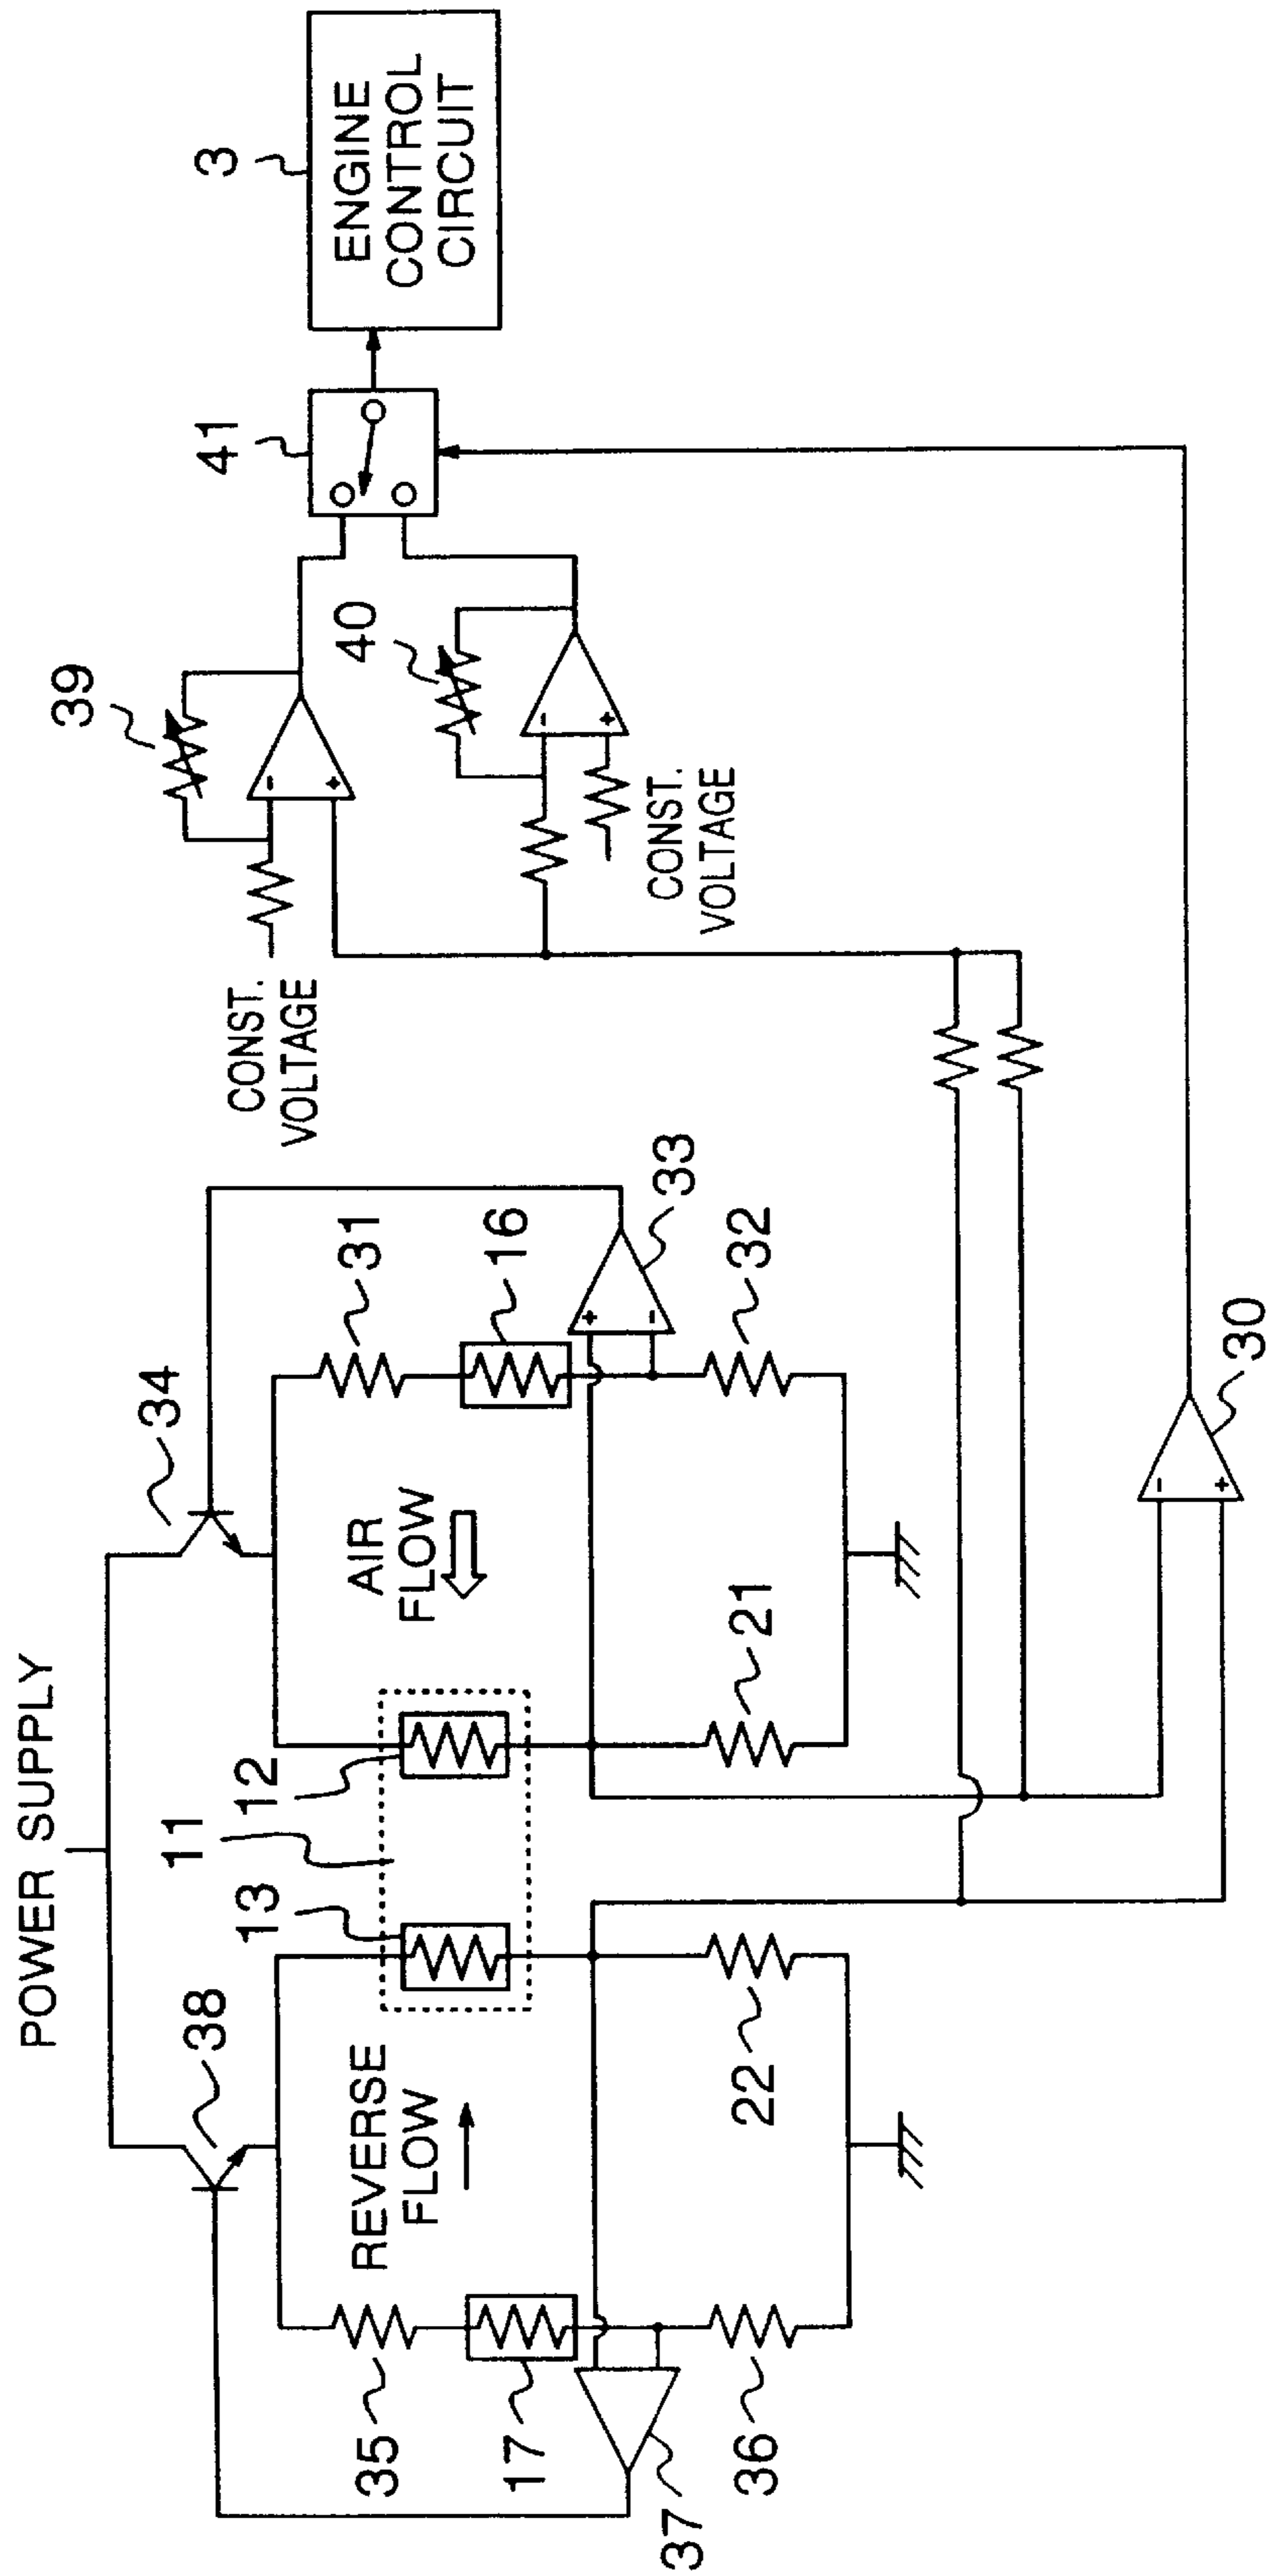 POWER SUPPLY
38
34
11
13
12
REVERSE
FLOW
AIR
FLOW
35
17
37
36
22
21
31
16
33
32
30
CONST.
VOLTAGE
39
40
CONST.
VOLTAGE
41
3
ENGINE
CONTROL
CIRCUIT
-
+
-
+
+
-
-
+